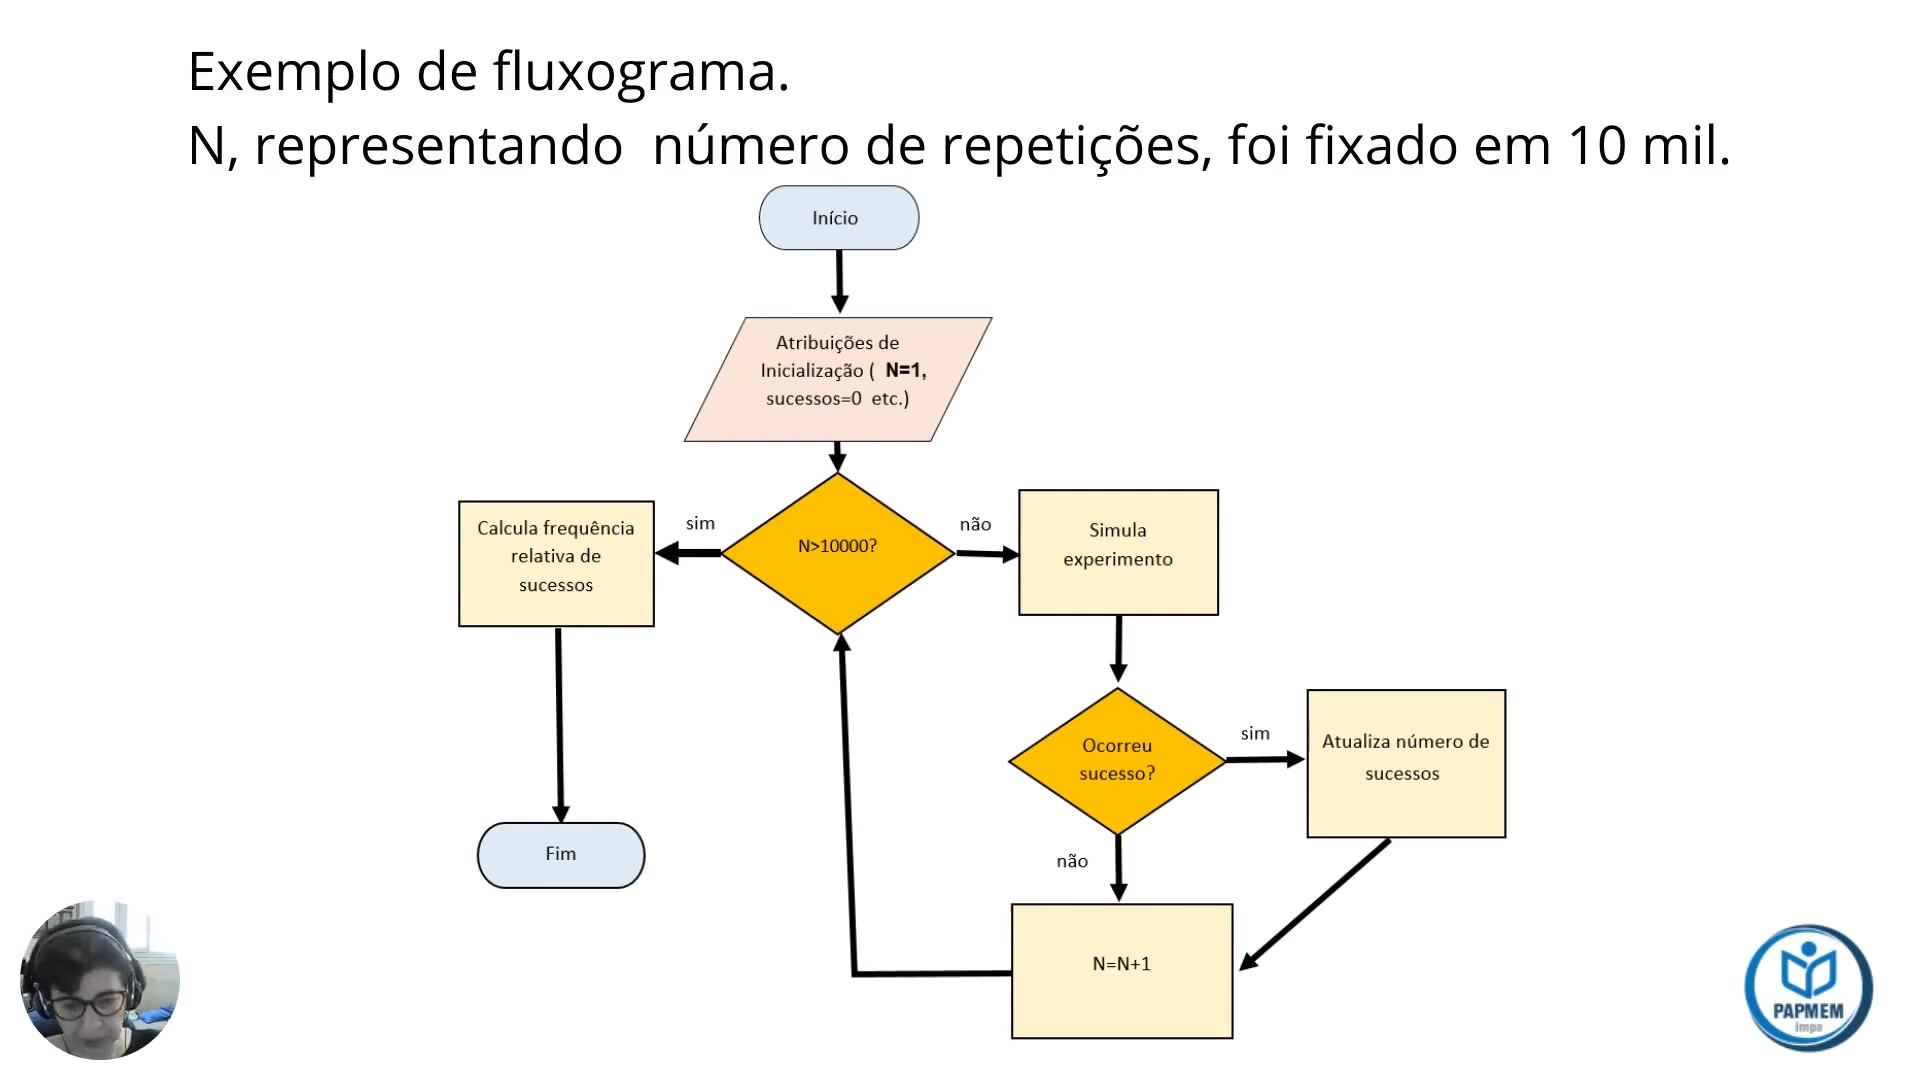 Exemplo de fluxograma.
N, representando número de repetições, foi fixado em 10 mil.
Início
Atribuições de
Inicialização ( N=1,
sucessos=0 etc.)
N>10000?
sim
não
Calcula frequência
relativa de
sucessos
Simula
experimento
Ocorreu
sucesso?
sim
Atualiza número de
sucessos
não
Fim
N=N+1
PAPMEM
impa